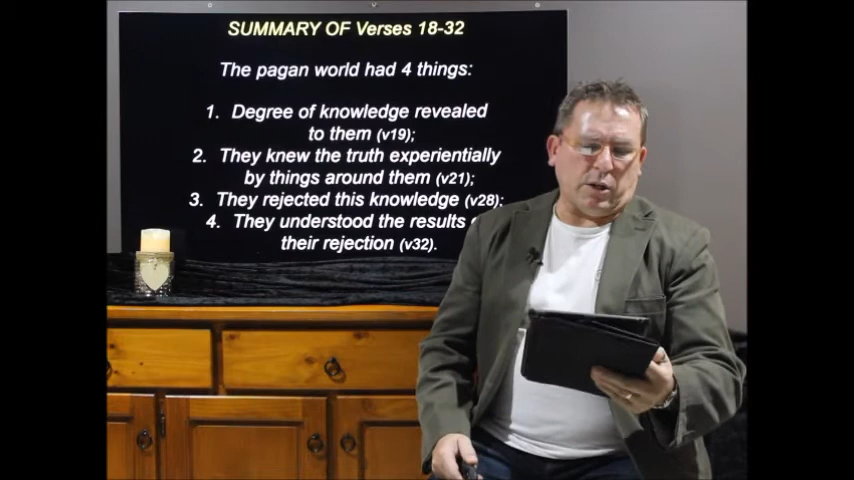 SUMMARY OF Verses 18-32
The pagan world had 4 things:
1. Degree of knowledge revealed
to them (v19);
2. They knew the truth experientially
by things around them (v21);
3. They rejected this knowledge (v28);
4. They understood the results
their rejection (v32).